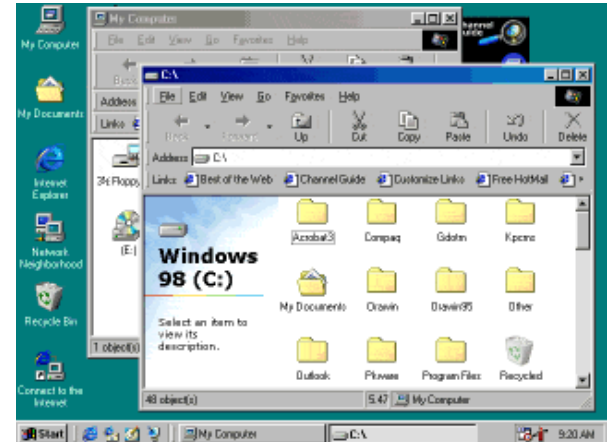 My Computer
My Documents
Internet
Explorer
Network
Neighborhood
Recycle Bin
Connect to the
Internet
My Computer
File Edit View Go Favorites Help
Back
Address
Links
3½ Floppy
(E:)
1 object(s)
C:\
File Edit View Go Favorites Help
Back Forward Up Cut Copy Paste Undo Delete
Address C:\
Links Best of the Web Channel Guide Customize Links Free HotMail
Windows
98 (C:)
Select an item to
view its
description.
Acrobat3 Compaq Gdotm Kpcms
My Documents Orawin Orawin95 Other
Outlook Pkware Program Files Recycled
48 object(s) 5.47 My Computer
Start My Computer C:\ 9:20 AM